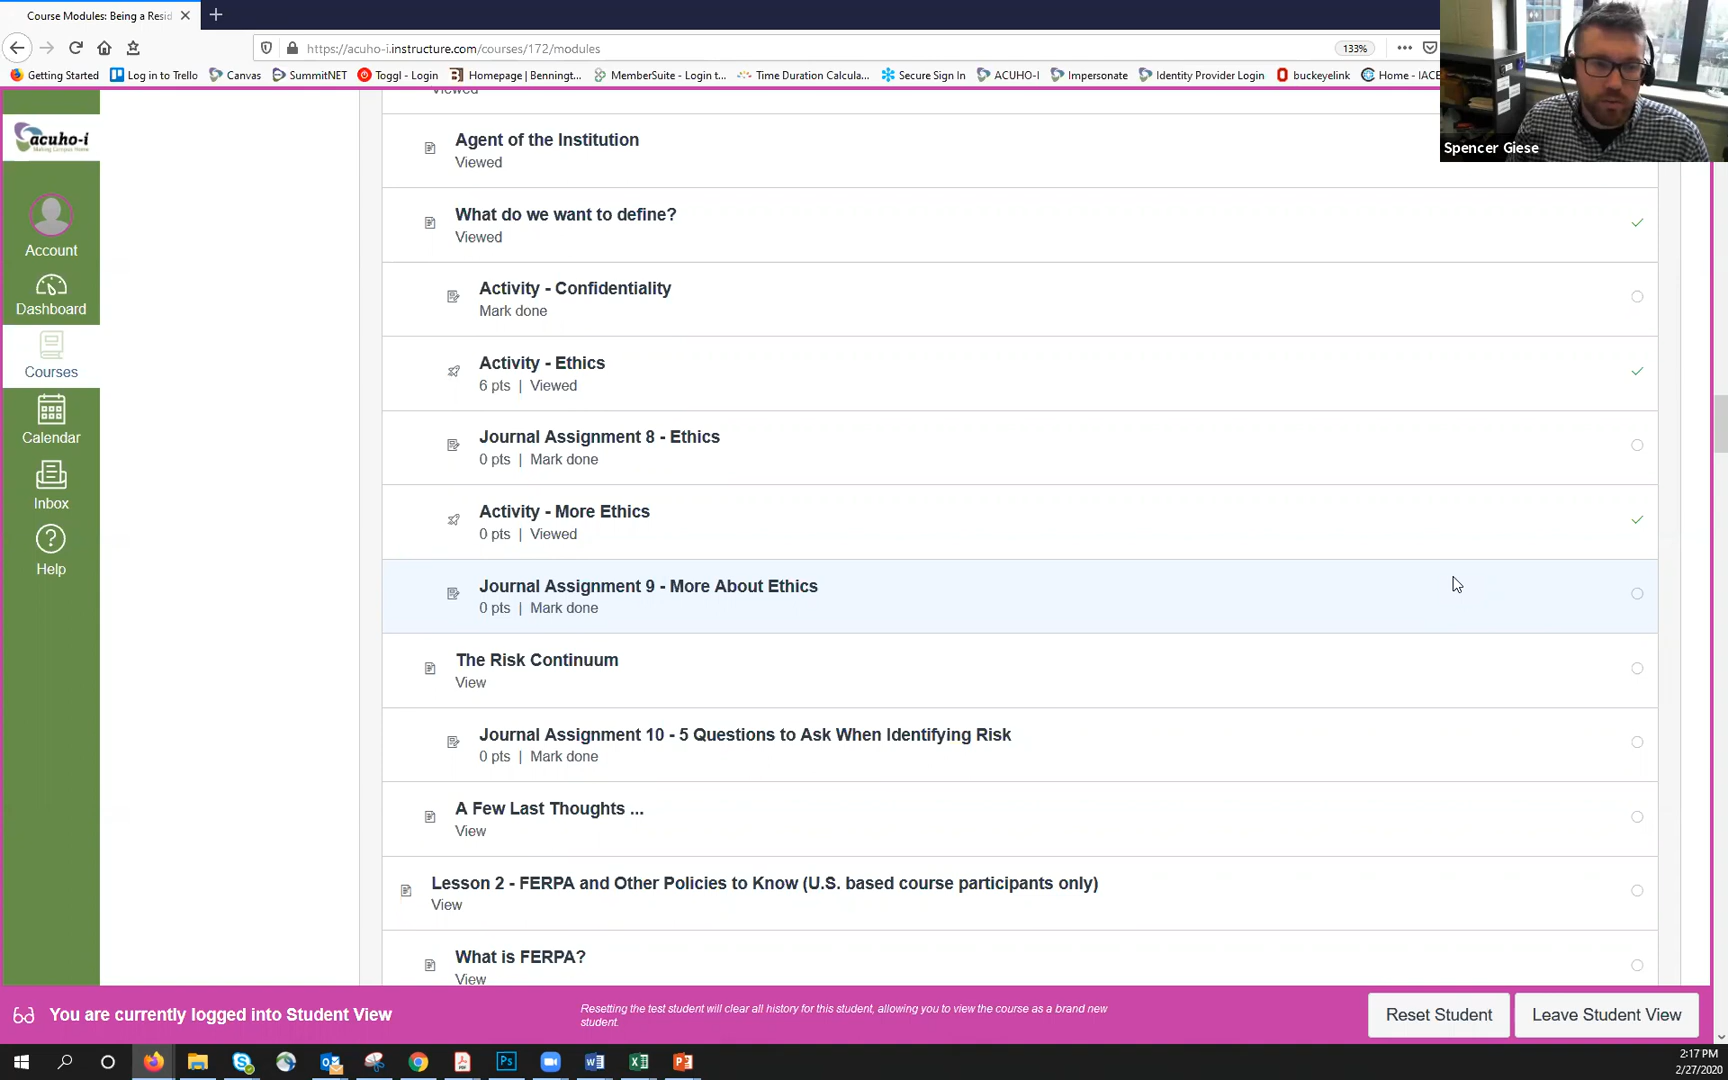 Course Modules: Being a Resid
https://acuho-i.instructure.com/courses/172/modules
133%
Getting Started
Log in to Trello
Canvas
SummitNET
Toggl - Login
Homepage | Benningt...
MemberSuite - Login t...
Time Duration Calcula...
Secure Sign In
ACUHO-I
Impersonate
Identity Provider Login
buckeyelink
Home - IACE
Spencer Giese
acuho-i
Account
Dashboard
Courses
Calendar
Inbox
Help
Viewed
Agent of the Institution
Viewed
What do we want to define?
Viewed
Activity - Confidentiality
Mark done
Activity - Ethics
6 pts | Viewed
Journal Assignment 8 - Ethics
0 pts | Mark done
Activity - More Ethics
0 pts | Viewed
Journal Assignment 9 - More About Ethics
0 pts | Mark done
The Risk Continuum
View
Journal Assignment 10 - 5 Questions to Ask When Identifying Risk
0 pts | Mark done
A Few Last Thoughts ...
View
Lesson 2 - FERPA and Other Policies to Know (U.S. based course participants only)
View
What is FERPA?
View
You are currently logged into Student View
Resetting the test student will clear all history for this student, allowing you to view the course as a brand new
student.
Reset Student
Leave Student View
2:17 PM
2/27/2020